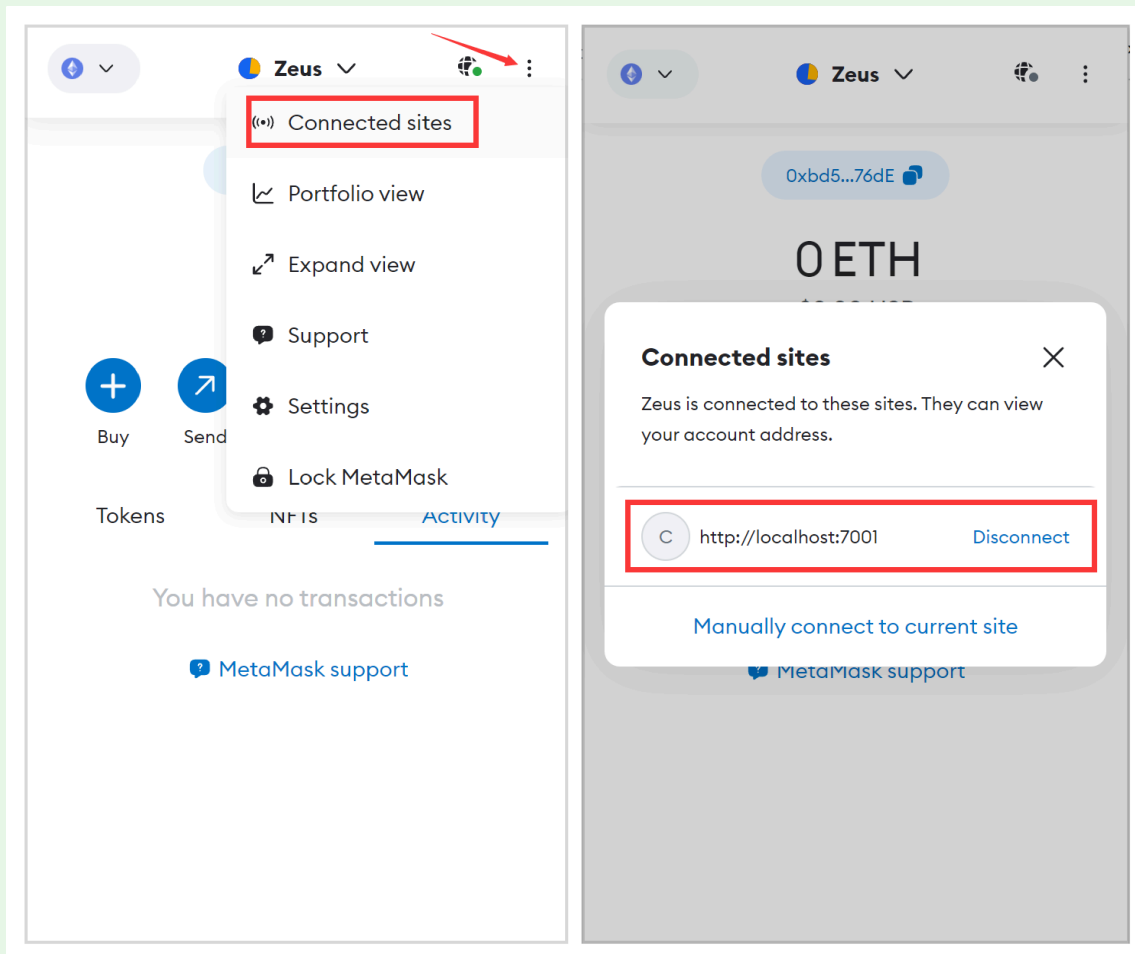 Zeus
Connected sites
Portfolio view
Expand view
Support
Settings
Lock MetaMask
Buy
Send
Tokens
NFTs
Activity
You have no transactions
MetaMask support
Zeus
0xbd5...76dE
0 ETH
Connected sites
Zeus is connected to these sites. They can view
your account address.
C
http://localhost:7001
Disconnect
Manually connect to current site
MetaMask support